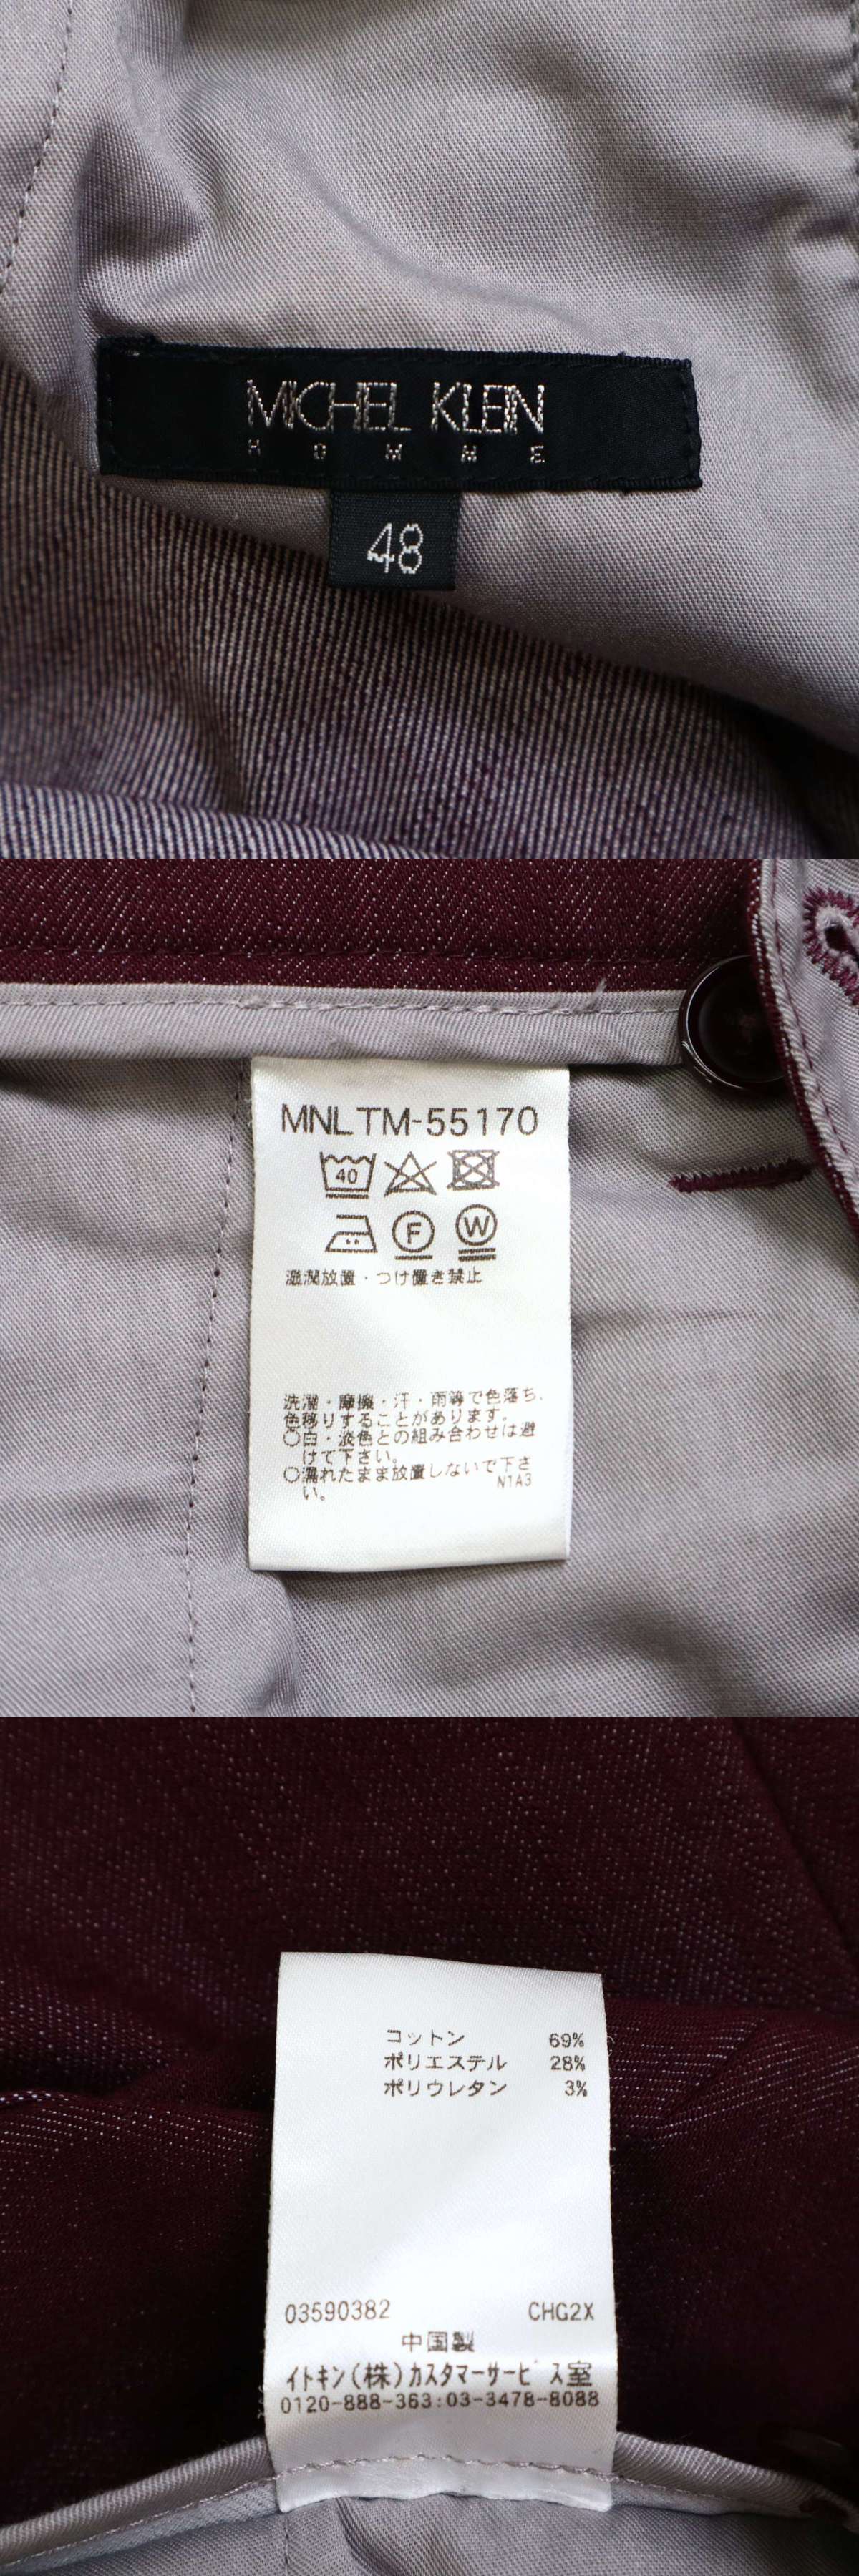 MICHEL KLEIN
HOMME
48
MNLTM-55170
40
F W
湿潤放置・つけ置き禁止
洗濯・摩擦・汗・雨等で色落ち、
色移りすることがあります。
○白・淡色との組み合わせは避
けて下さい。
○濡れたまま放置しないで下さ
い。
N1A3
コットン 69%
ポリエステル 28%
ポリウレタン 3%
03590382 CHG2X
中国製
イトキン(株)カスタマーサービス室
0120-888-363:03-3478-8088